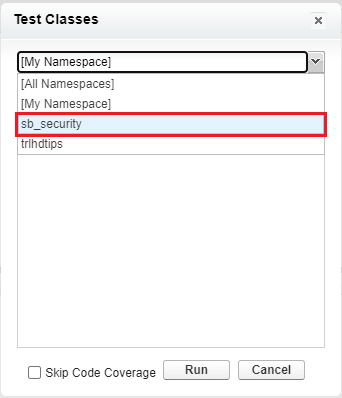 Test Classes
[My Namespace]
[All Namespaces]
[My Namespace]
sb_security
trlhdtips
Skip Code Coverage
Run
Cancel